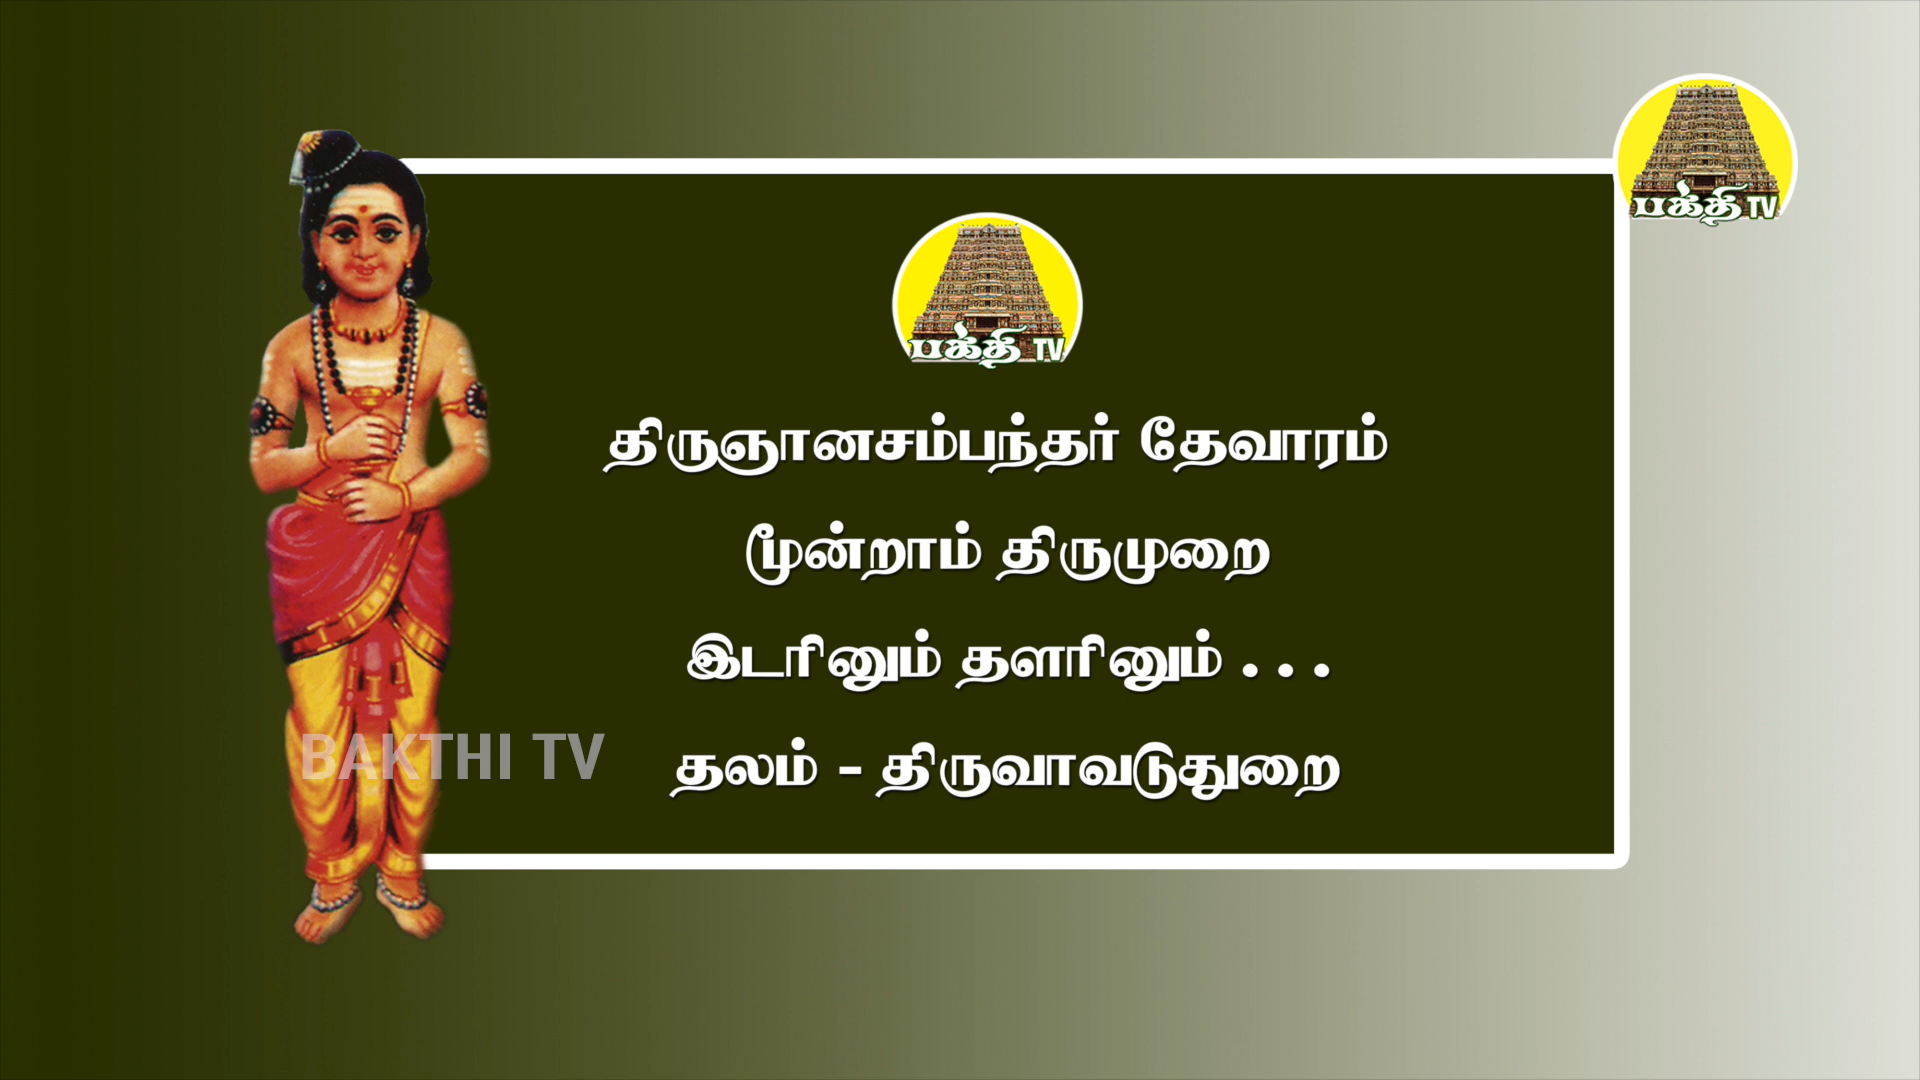 பக்தி TV
பக்தி TV
திருஞானசம்பந்தர் தேவாரம்
மூன்றாம் திருமுறை
இடரினும் தளரினும் . . .
தலம் - திருவாவடுதுறை
BAKTHI TV